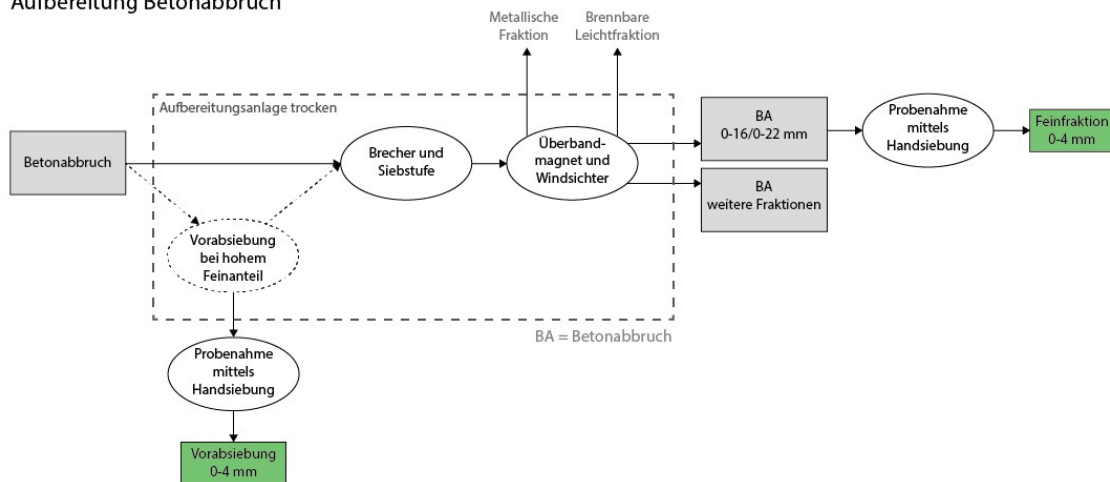 Aufbereitung Betonabbruch
Metallische
Fraktion
Brennbare
Leichtfraktion
Aufbereitungsanlage trocken
Betonabbruch
Brecher und
Siebstufe
Überband-
magnet und
Windsichter
BA
0-16/0-22 mm
Probenahme
mittels
Handsiebung
Feinfraktion
0-4 mm
BA
weitere Fraktionen
Vorabsiebung
bei hohem
Feinanteil
BA = Betonabbruch
Probenahme
mittels
Handsiebung
Vorabsiebung
0-4 mm